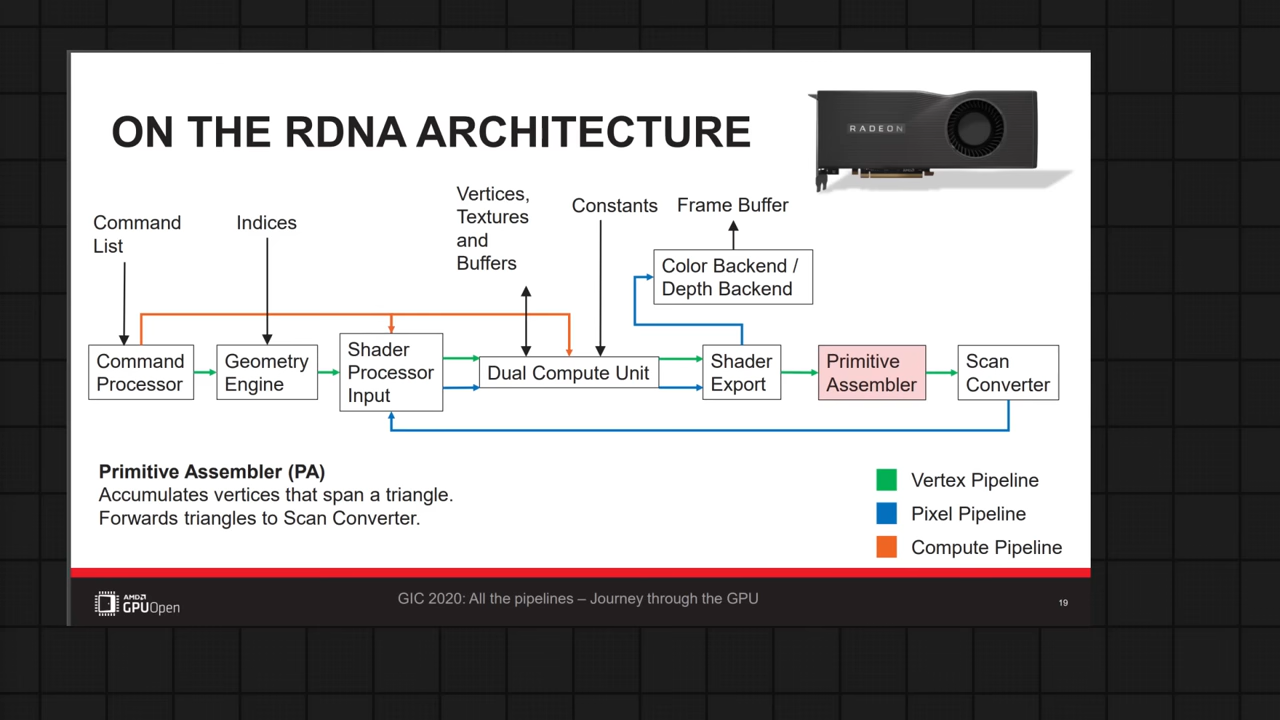 ON THE RDNA ARCHITECTURE
RADEON
Command
List
Indices
Vertices,
Textures
and
Buffers
Constants
Frame Buffer
Color Backend /
Depth Backend
Command
Processor
Geometry
Engine
Shader
Processor
Input
Dual Compute Unit
Shader
Export
Primitive
Assembler
Scan
Converter
Primitive Assembler (PA)
Accumulates vertices that span a triangle.
Forwards triangles to Scan Converter.
Vertex Pipeline
Pixel Pipeline
Compute Pipeline
AMD
GPUOpen
GIC 2020: All the pipelines – Journey through the GPU
19